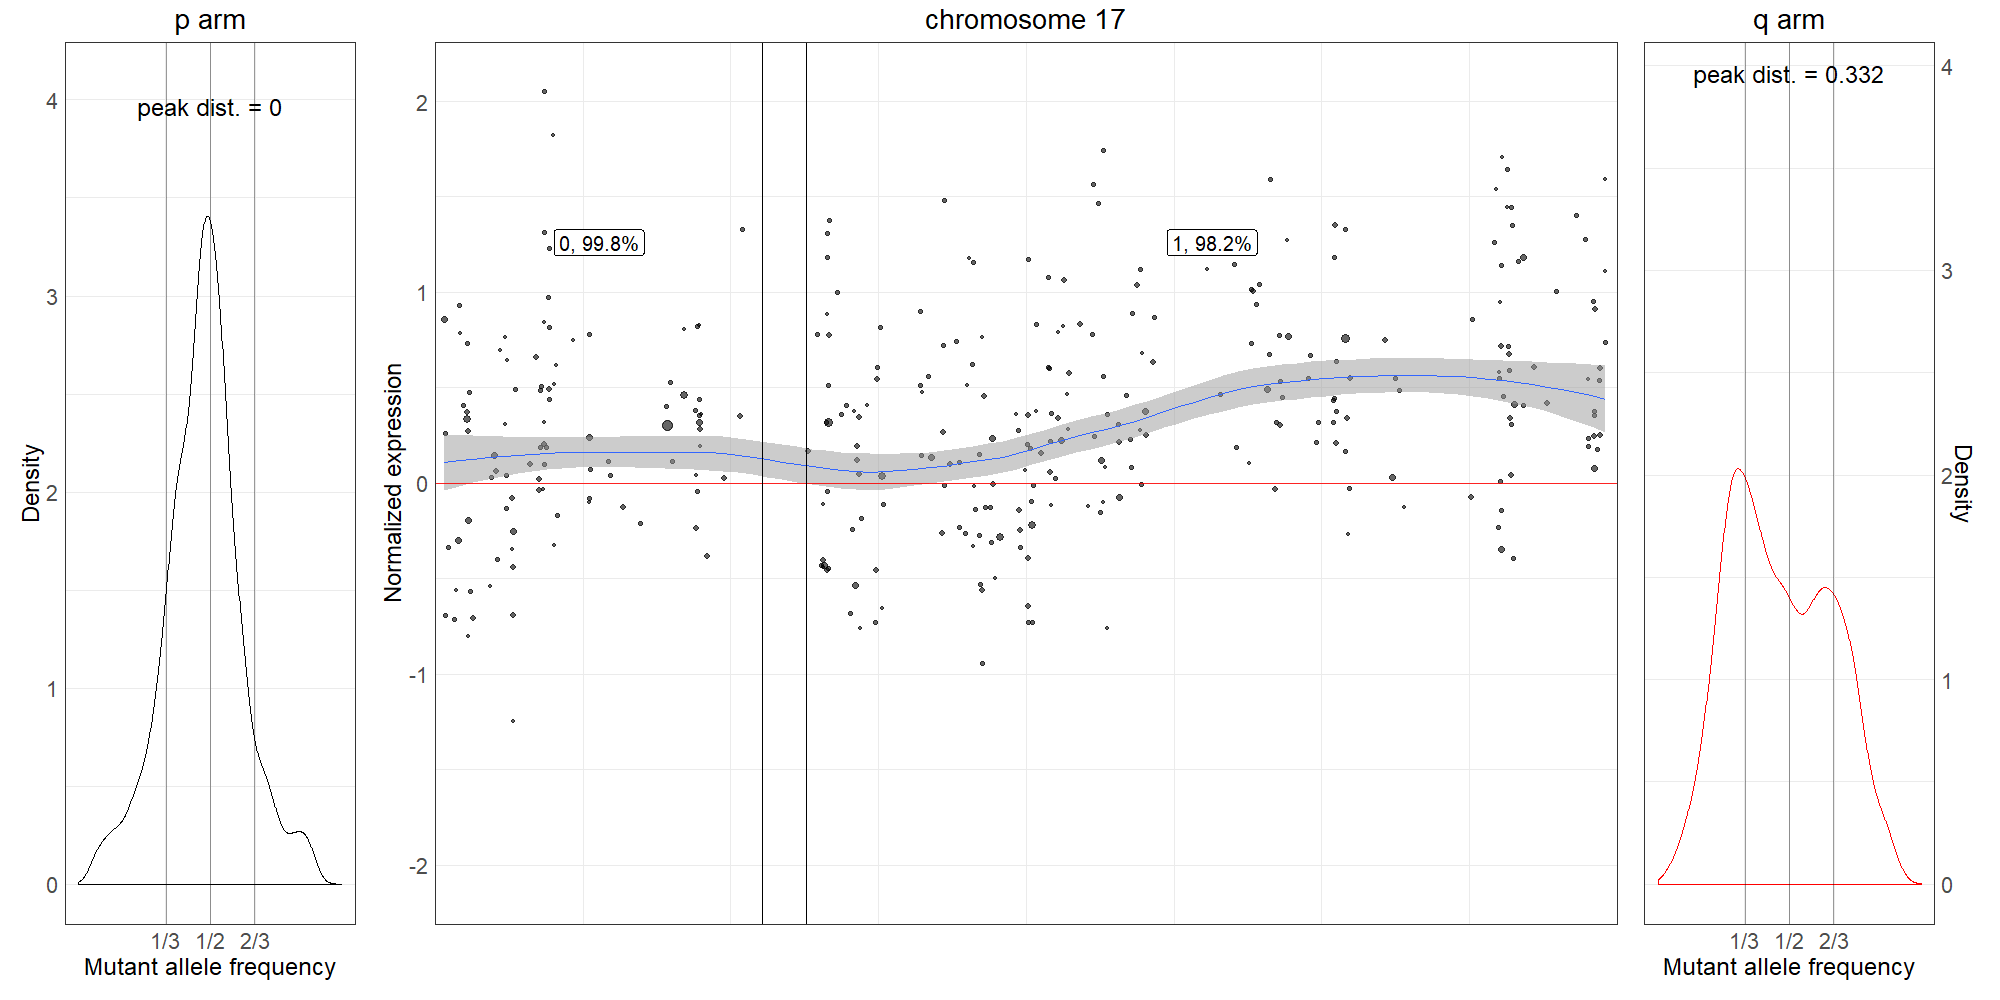 p arm
chromosome 17
q arm
peak dist. = 0
peak dist. = 0.332
0, 99.8%
1, 98.2%
Density
4
3
2
1
0
1/3 1/2 2/3
Mutant allele frequency
Normalized expression
2
1
0
-1
-2
4
3
2
1
0
Density
1/3 1/2 2/3
Mutant allele frequency